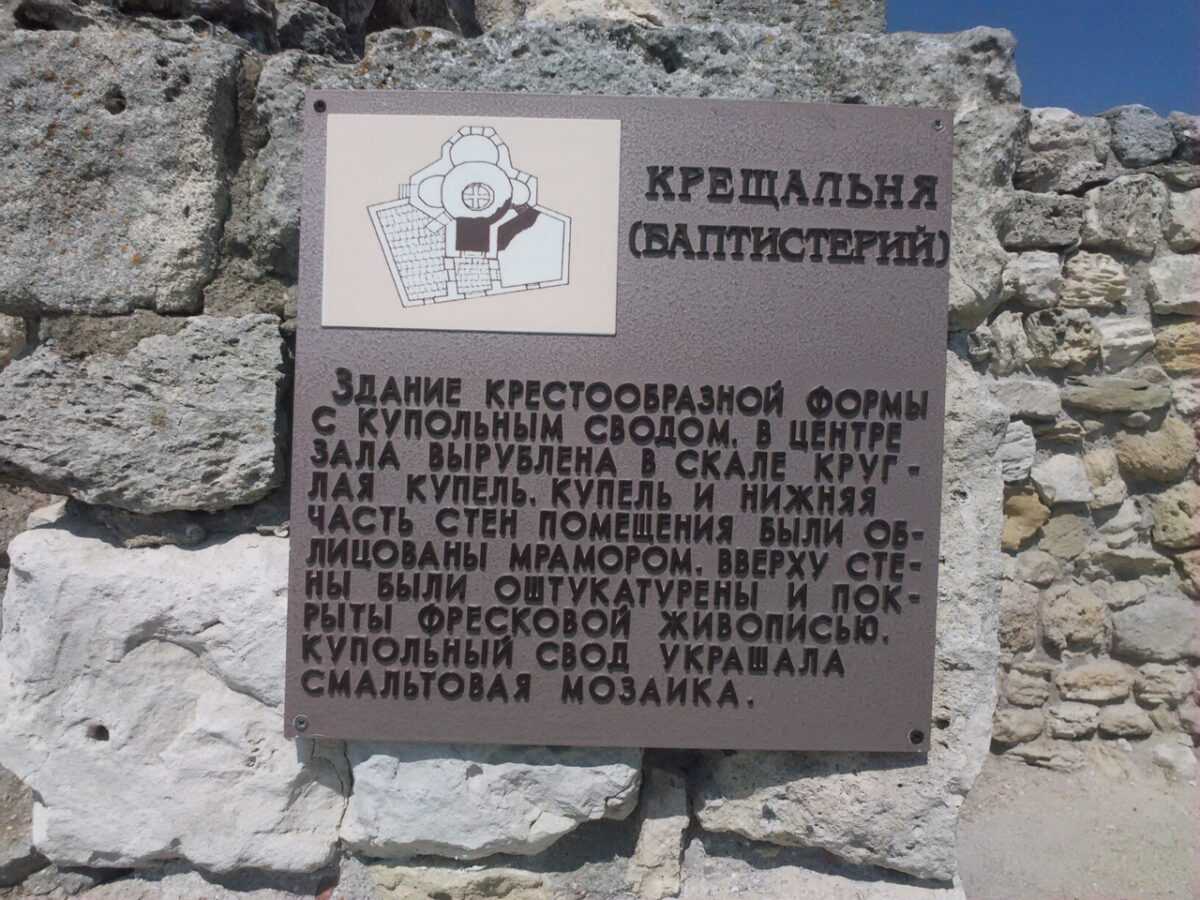 КРЕЩАЛЬНЯ
(БАПТИСТЕРИЙ)
ЗДАНИЕ КРЕСТООБРАЗНОЙ ФОРМЫ
С КУПОЛЬНЫМ СВОДОМ. В ЦЕНТРЕ
ЗАЛА ВЫРУБЛЕНА В СКАЛЕ КРУГ-
ЛАЯ КУПЕЛЬ. КУПЕЛЬ И НИЖНЯЯ
ЧАСТЬ СТЕН ПОМЕЩЕНИЯ БЫЛИ ОБ-
ЛИЦОВАНЫ МРАМОРОМ. ВВЕРХУ СТЕ-
НЫ БЫЛИ ОШТУКАТУРЕНЫ И ПОК-
РЫТЫ ФРЕСКОВОЙ ЖИВОПИСЬЮ.
КУПОЛЬНЫЙ СВОД УКРАШАЛА
СМАЛЬТОВАЯ МОЗАИКА.